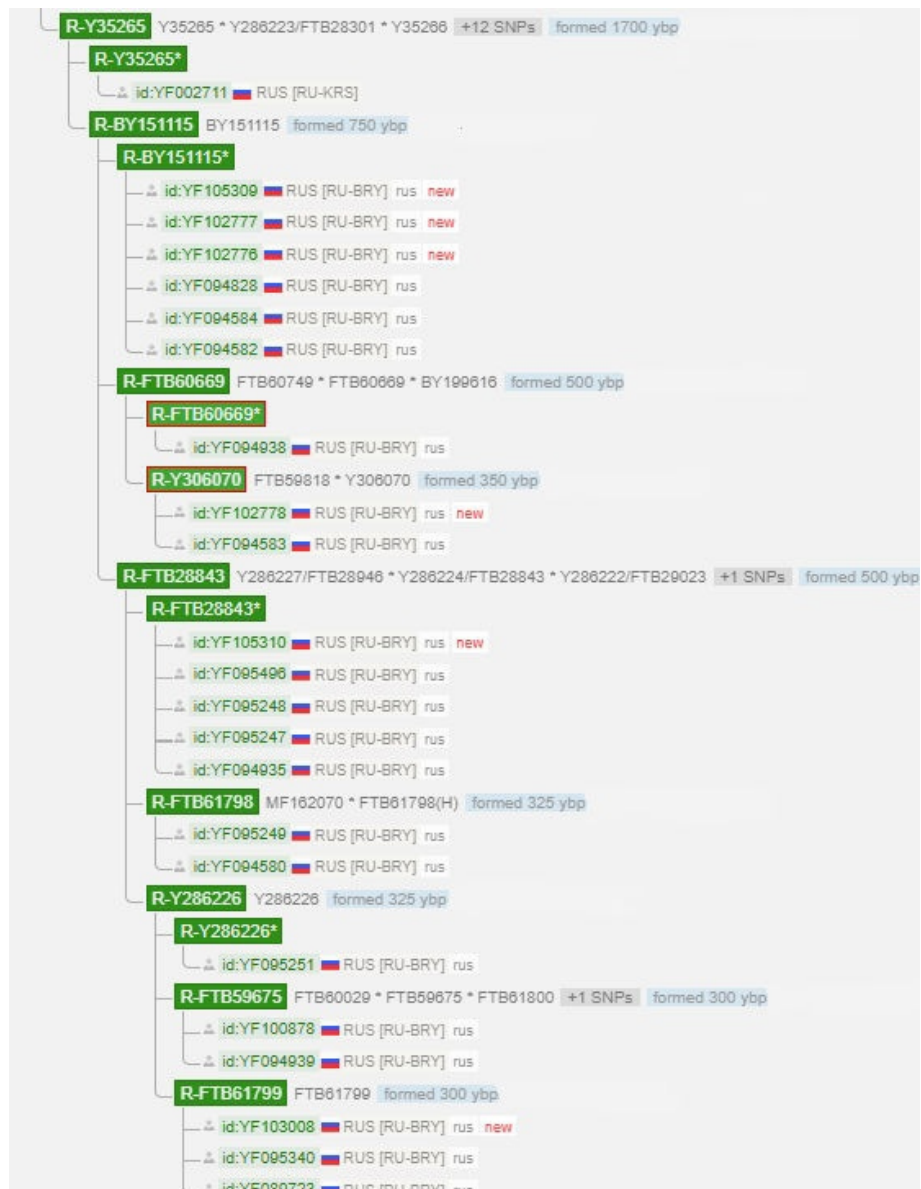 R-Y35265 Y35265 * Y286223/FTB28301 * Y35266 +12 SNPs formed 1700 ybp
R-Y35265*
id:YF002711 RUS [RU-KRS]
R-BY151115 BY151115 formed 750 ybp
R-BY151115*
id:YF105309 RUS [RU-BRY] rus new
id:YF102777 RUS [RU-BRY] rus new
id:YF102776 RUS [RU-BRY] rus new
id:YF094828 RUS [RU-BRY] rus
id:YF094584 RUS [RU-BRY] rus
id:YF094582 RUS [RU-BRY] rus
R-FTB60669 FTB60749 * FTB60669 * BY199616 formed 500 ybp
R-FTB60669*
id:YF094938 RUS [RU-BRY] rus
R-Y306070 FTB59818 * Y306070 formed 350 ybp
id:YF102778 RUS [RU-BRY] rus new
id:YF094583 RUS [RU-BRY] rus
R-FTB28843 Y286227/FTB28946 * Y286224/FTB28843 * Y286222/FTB29023 +1 SNPs formed 500 ybp
R-FTB28843*
id:YF105310 RUS [RU-BRY] rus new
id:YF095496 RUS [RU-BRY] rus
id:YF095248 RUS [RU-BRY] rus
id:YF095247 RUS [RU-BRY] rus
id:YF094935 RUS [RU-BRY] rus
R-FTB61798 MF162070 * FTB61798(H) formed 325 ybp
id:YF095249 RUS [RU-BRY] rus
id:YF094580 RUS [RU-BRY] rus
R-Y286226 Y286226 formed 325 ybp
R-Y286226*
id:YF095251 RUS [RU-BRY] rus
R-FTB59675 FTB60029 * FTB59675 * FTB61800 +1 SNPs formed 300 ybp
id:YF100878 RUS [RU-BRY] rus
id:YF094939 RUS [RU-BRY] rus
R-FTB61799 FTB61799 formed 300 ybp
id:YF103008 RUS [RU-BRY] rus new
id:YF095340 RUS [RU-BRY] rus
id:YF089723 RUS [RU-BRY] rus